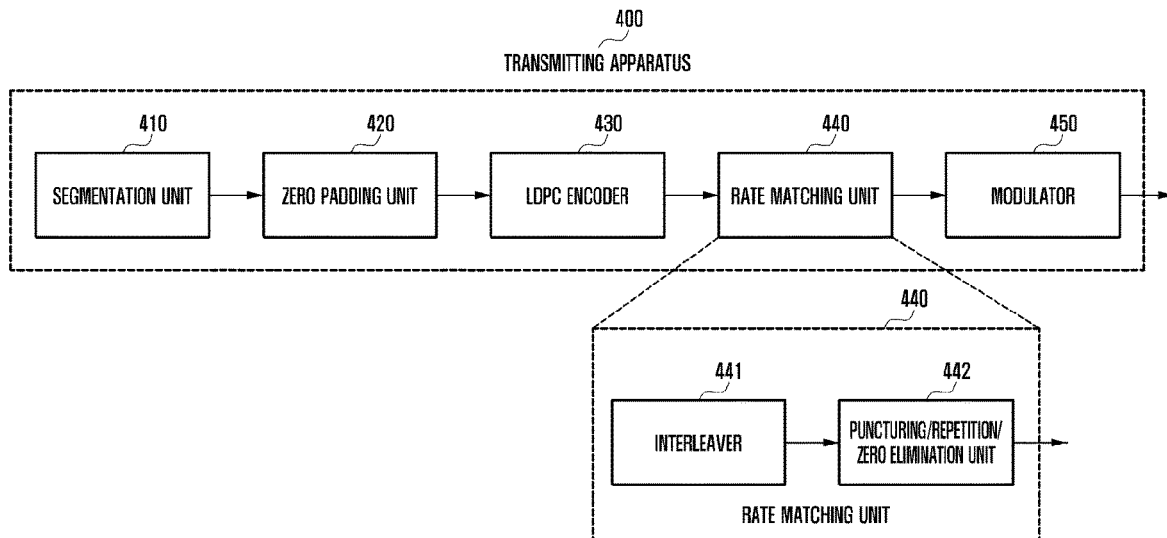 400
TRANSMITTING APPARATUS
410
420
430
440
450
SEGMENTATION UNIT
ZERO PADDING UNIT
LDPC ENCODER
RATE MATCHING UNIT
MODULATOR
440
441
442
INTERLEAVER
PUNCTURING/REPETITION/
ZERO ELIMINATION UNIT
RATE MATCHING UNIT